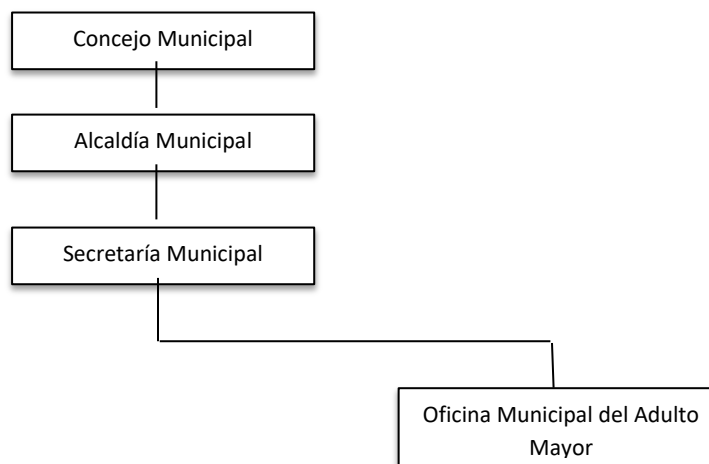 Concejo Municipal
Alcaldía Municipal
Secretaría Municipal
Oficina Municipal del Adulto
Mayor